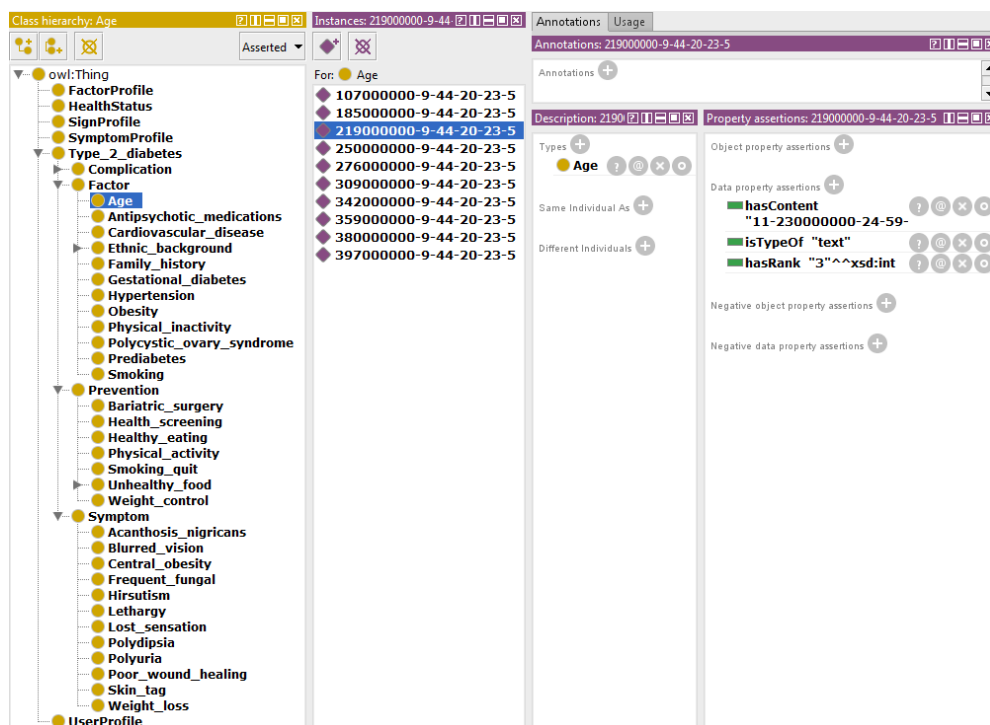 Class hierarchy: Age
Asserted
owl:Thing
FactorProfile
HealthStatus
SignProfile
SymptomProfile
Type_2_diabetes
Complication
Factor
Age
Antipsychotic_medications
Cardiovascular_disease
Ethnic_background
Family_history
Gestational_diabetes
Hypertension
Obesity
Physical_inactivity
Polycystic_ovary_syndrome
Prediabetes
Smoking
Prevention
Bariatric_surgery
Health_screening
Healthy_eating
Physical_activity
Smoking_quit
Unhealthy_food
Weight_control
Symptom
Acanthosis_nigricans
Blurred_vision
Central_obesity
Frequent_fungal
Hirsutism
Lethargy
Lost_sensation
Polydipsia
Polyuria
Poor_wound_healing
Skin_tag
Weight_loss
UserProfile
Instances: 219000000-9-44-
For: Age
107000000-9-44-20-23-5
185000000-9-44-20-23-5
219000000-9-44-20-23-5
250000000-9-44-20-23-5
276000000-9-44-20-23-5
309000000-9-44-20-23-5
342000000-9-44-20-23-5
359000000-9-44-20-23-5
380000000-9-44-20-23-5
397000000-9-44-20-23-5
Annotations Usage
Annotations: 219000000-9-44-20-23-5
Annotations
Description: 2190
Types
Age
Same Individual As
Different Individuals
Property assertions: 219000000-9-44-20-23-5
Object property assertions
Data property assertions
hasContent
"11-230000000-24-59-
isTypeOf "text"
hasRank "3"^^xsd:int
Negative object property assertions
Negative data property assertions